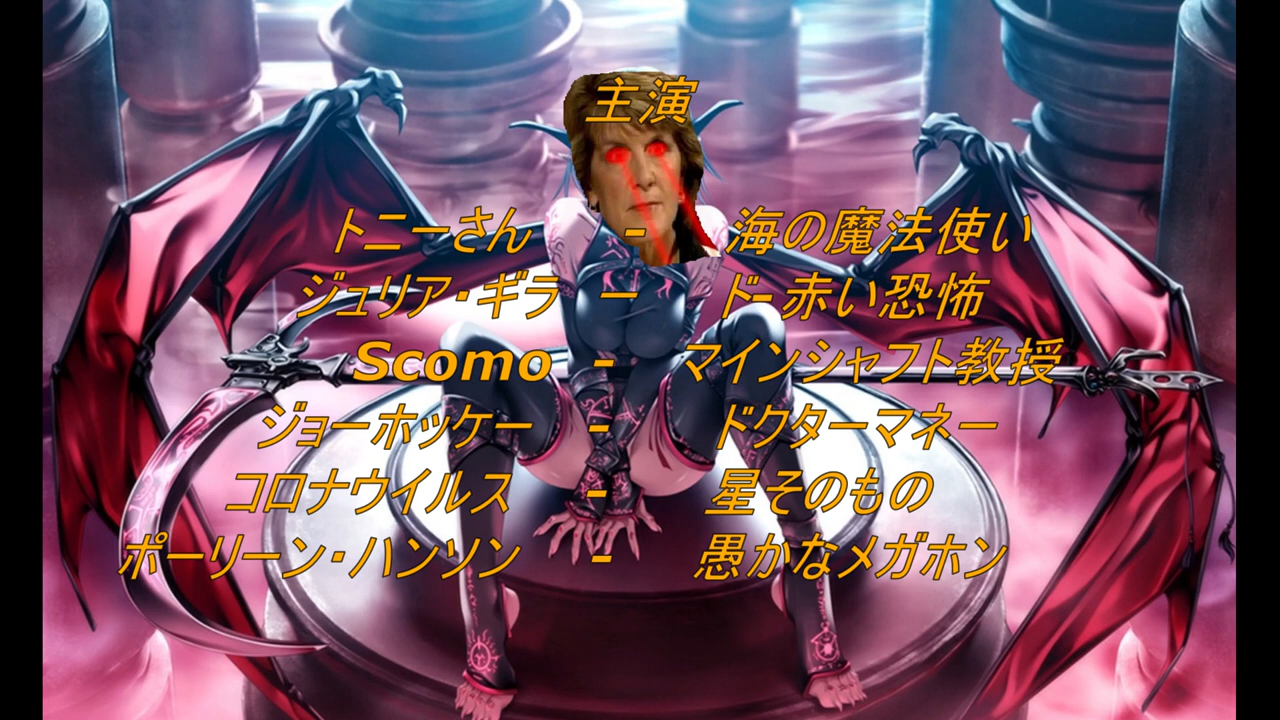 主演
トニーさん - 海の魔法使い
ジュリア・ギラ ー ドｰ 赤い恐怖
Scomo - マインシャフト教授
ジョーホッケー - ドクターマネー
コロナウイルス - 星そのもの
ポーリーン・ハンソン - 愚かなメガホン